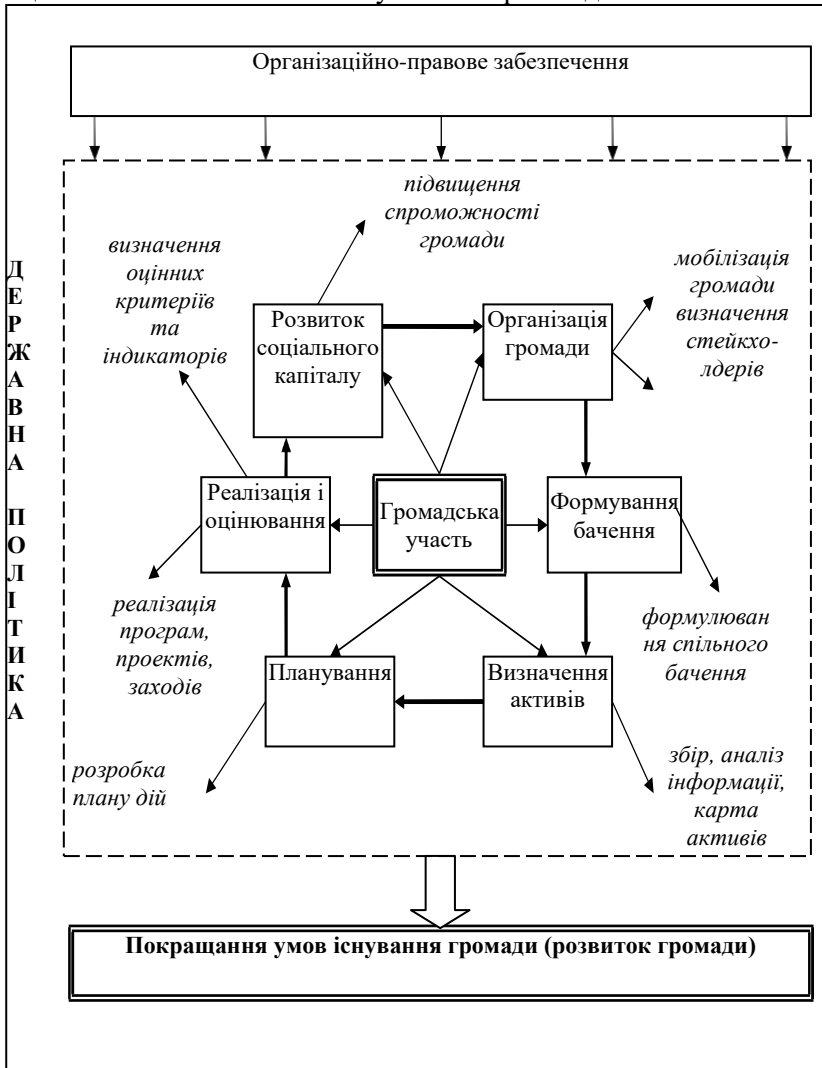 Організаційно-правове забезпечення
ДЕРЖАВНА ПОЛІТИКА
підвищення
спроможності
громади
визначення
оцінних
критеріїв
та
індикаторів
мобілізація
громади
визначення
стейкхо-
лдерів
Розвиток
соціального
капіталу
Організація
громади
Реалізація і
оцінювання
Громадська
участь
Формування
бачення
реалізація
програм,
проектів,
заходів
формулюван
ня спільного
бачення
Планування
Визначення
активів
розробка
плану дій
збір, аналіз
інформації,
карта
активів
Покращання умов існування громади (розвиток громади)